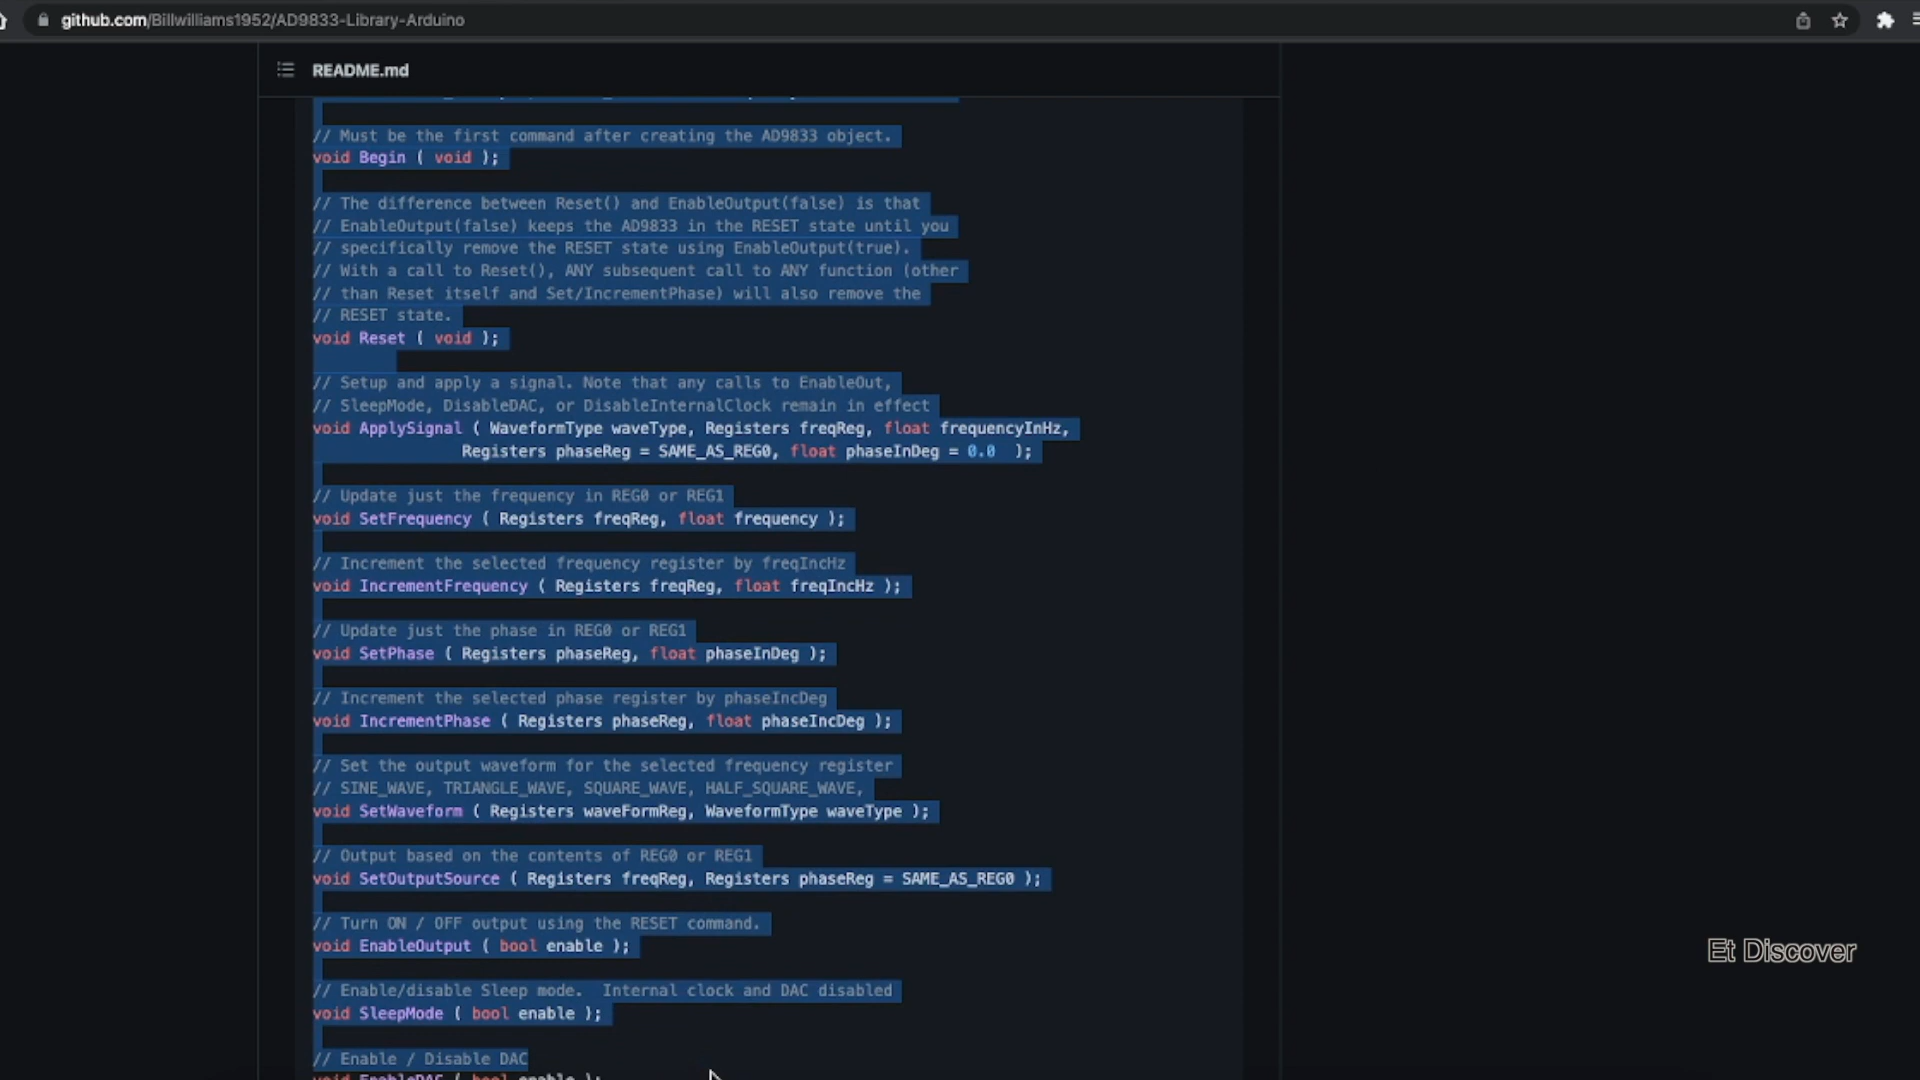 github.com/Billwilliams1952/AD9833-Library-Arduino
README.md
// Must be the first command after creating the AD9833 object.
void Begin ( void );
// The difference between Reset() and EnableOutput(false) is that
// EnableOutput(false) keeps the AD9833 in the RESET state until you
// specifically remove the RESET state using EnableOutput(true).
// With a call to Reset(), ANY subsequent call to ANY function (other
// than Reset itself and Set/IncrementPhase) will also remove the
// RESET state.
void Reset ( void );
// Setup and apply a signal. Note that any calls to EnableOut,
// SleepMode, DisableDAC, or DisableInternalClock remain in effect
void ApplySignal ( WaveformType waveType, Registers freqReg, float frequencyInHz,
Registers phaseReg = SAME_AS_REG0, float phaseInDeg = 0.0  );
// Update just the frequency in REG0 or REG1
void SetFrequency ( Registers freqReg, float frequency );
// Increment the selected frequency register by freqIncHz
void IncrementFrequency ( Registers freqReg, float freqIncHz );
// Update just the phase in REG0 or REG1
void SetPhase ( Registers phaseReg, float phaseInDeg );
// Increment the selected phase register by phaseIncDeg
void IncrementPhase ( Registers phaseReg, float phaseIncDeg );
// Set the output waveform for the selected frequency register
// SINE_WAVE, TRIANGLE_WAVE, SQUARE_WAVE, HALF_SQUARE_WAVE,
void SetWaveform ( Registers waveFormReg, WaveformType waveType );
// Output based on the contents of REG0 or REG1
void SetOutputSource ( Registers freqReg, Registers phaseReg = SAME_AS_REG0 );
// Turn ON / OFF output using the RESET command.
void EnableOutput ( bool enable );
// Enable/disable Sleep mode.  Internal clock and DAC disabled
void SleepMode ( bool enable );
// Enable / Disable DAC
void EnableDAC ( bool enable );
Et Discover